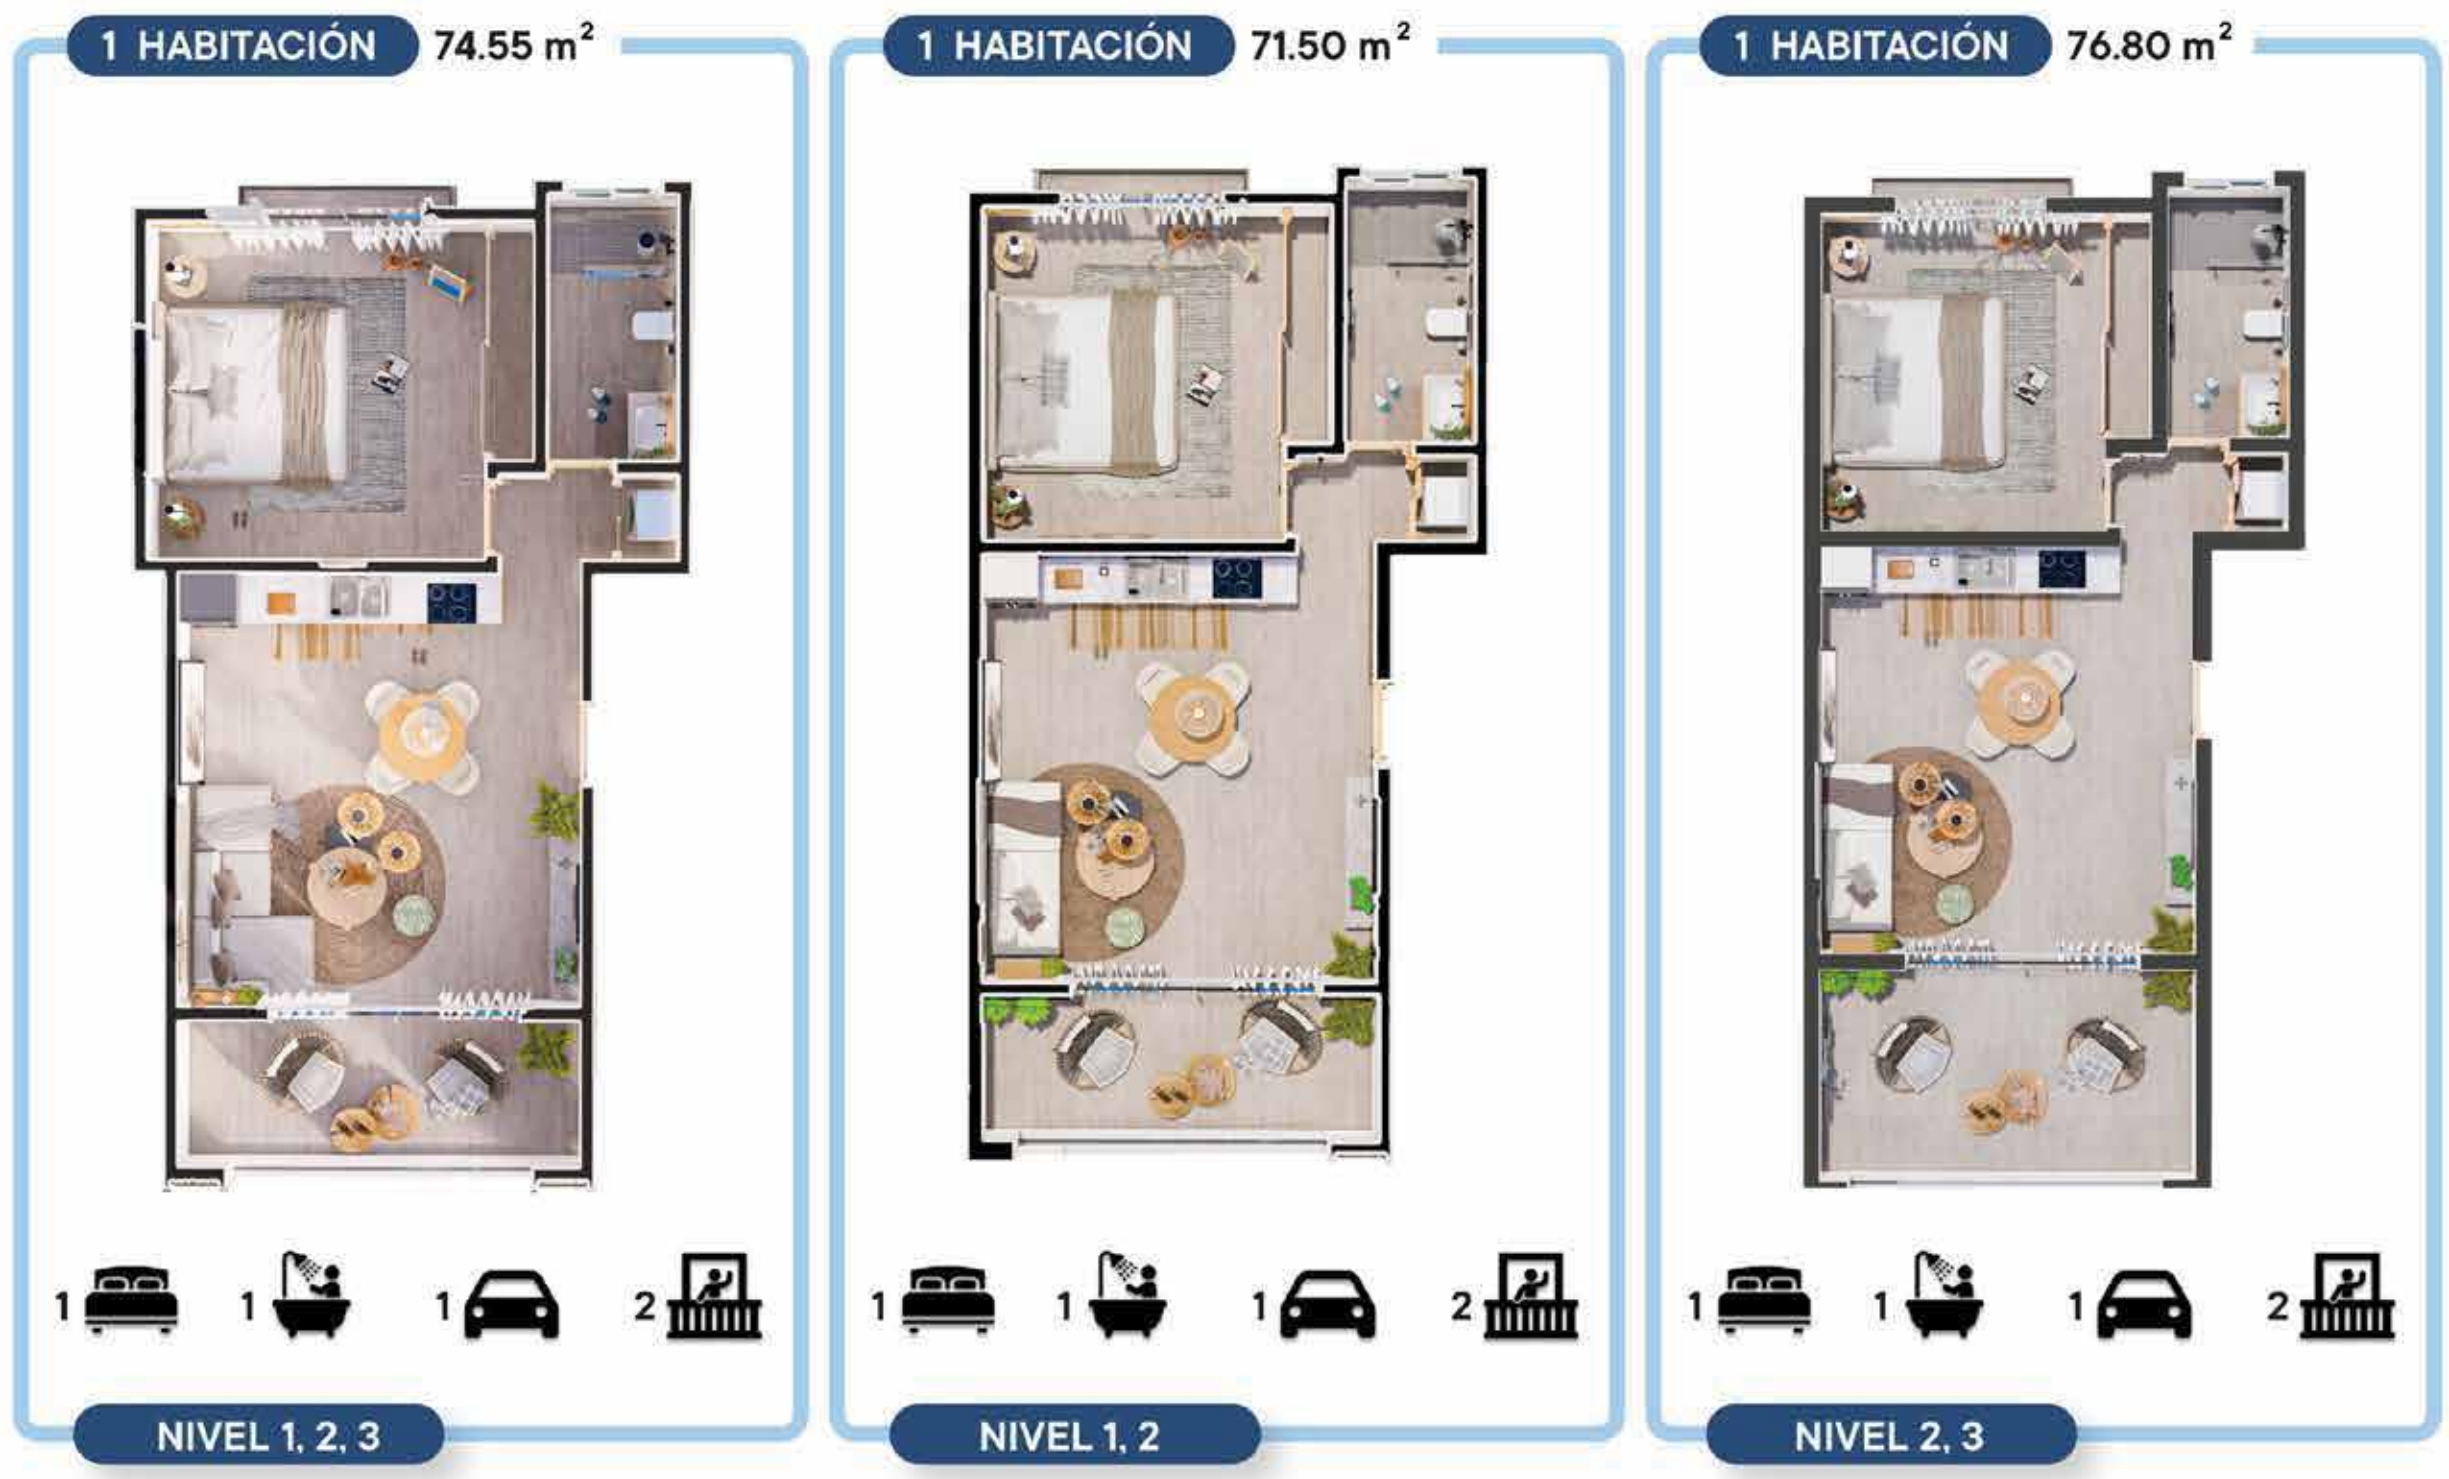 1 HABITACIÓN 74.55 m²
1 1 1 2
NIVEL 1, 2, 3
1 HABITACIÓN 71.50 m²
1 1 1 2
NIVEL 1, 2
1 HABITACIÓN 76.80 m²
1 1 1 2
NIVEL 2, 3